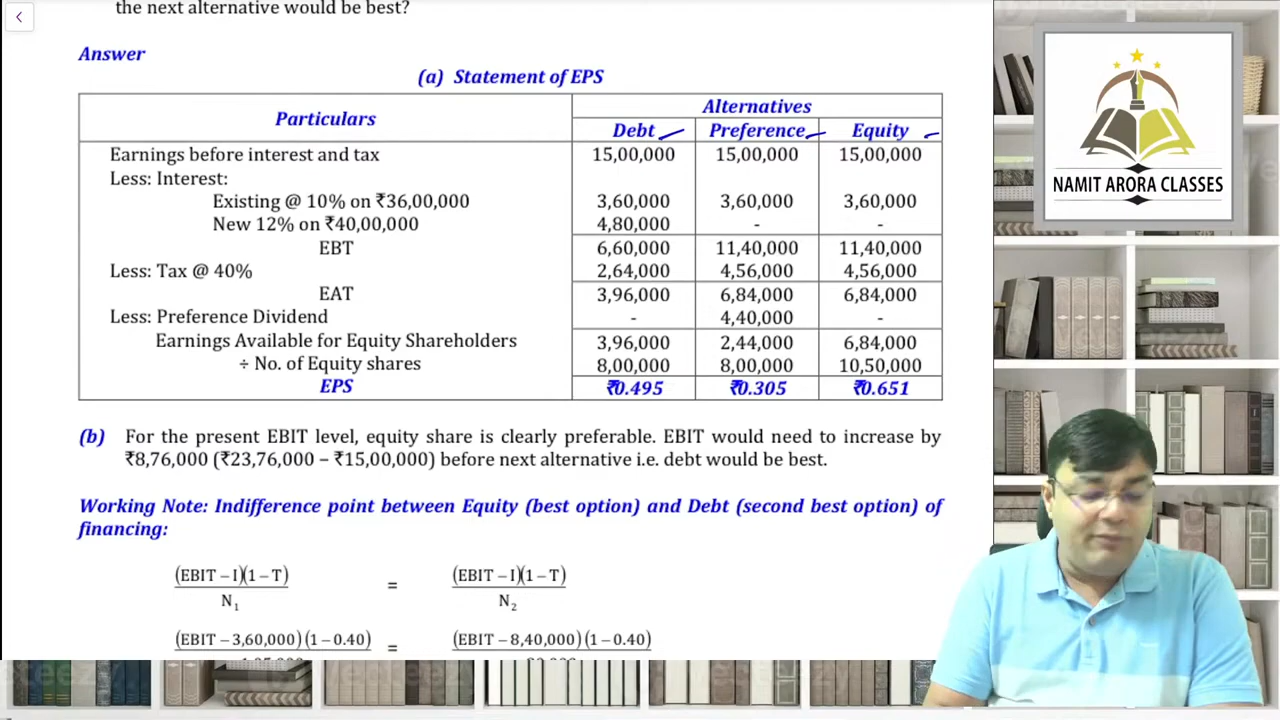 the next alternative would be best?
Answer
(a) Statement of EPS
Particulars Alternatives
Debt Preference Equity
Earnings before interest and tax 15,00,000 15,00,000 15,00,000
Less: Interest:
Existing @ 10% on ₹36,00,000 3,60,000 3,60,000 3,60,000
New 12% on ₹40,00,000 4,80,000 - -
EBT 6,60,000 11,40,000 11,40,000
Less: Tax @ 40% 2,64,000 4,56,000 4,56,000
EAT 3,96,000 6,84,000 6,84,000
Less: Preference Dividend - 4,40,000 -
Earnings Available for Equity Shareholders 3,96,000 2,44,000 6,84,000
÷ No. of Equity shares 8,00,000 8,00,000 10,50,000
EPS ₹0.495 ₹0.305 ₹0.651
(b) For the present EBIT level, equity share is clearly preferable. EBIT would need to increase by
₹8,76,000 (₹23,76,000 – ₹15,00,000) before next alternative i.e. debt would be best.
Working Note: Indifference point between Equity (best option) and Debt (second best option) of
financing:
(EBIT – I)(1 – T) = (EBIT – I)(1 – T)
N₁ N₂
(EBIT – 3,60,000) (1 – 0.40) = (EBIT – 8,40,000) (1 – 0.40)
NAMIT ARORA CLASSES